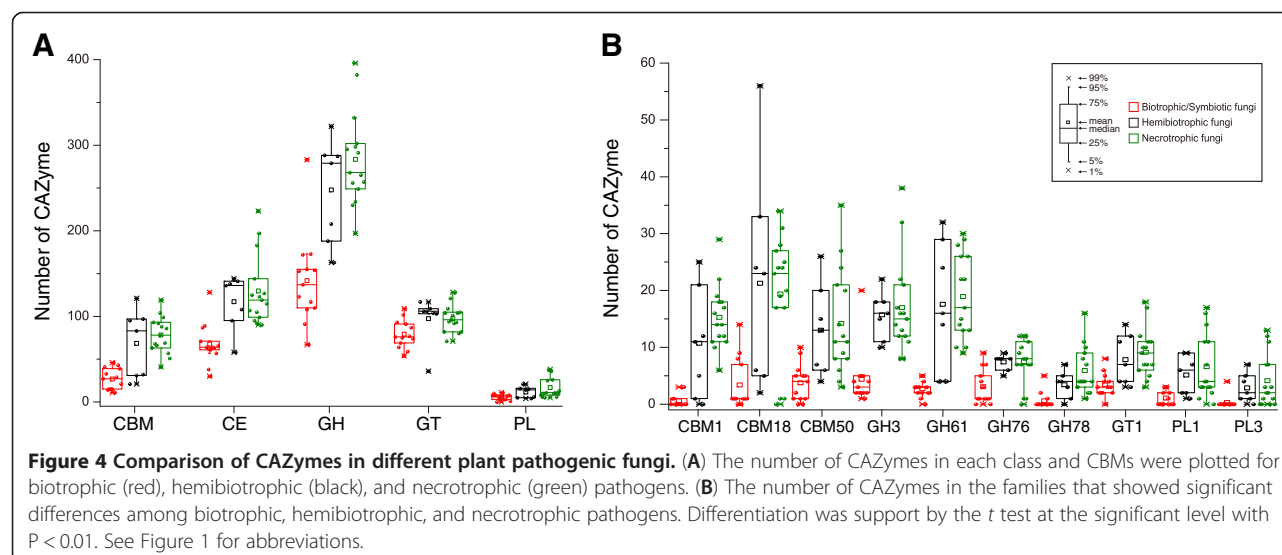 A
B
Number of CAZyme
400
300
200
100
0
CBM CE GH GT PL
Number of CAZyme
60
50
40
30
20
10
0
CBM1 CBM18 CBM50 GH3 GH61 GH76 GH78 GT1 PL1 PL3
99%
95%
75%
mean
median
25%
5%
1%
Biotrophic/Symbiotic fungi
Hemibiotrophic fungi
Necrotrophic fungi
Figure 4 Comparison of CAZymes in different plant pathogenic fungi. (A) The number of CAZymes in each class and CBMs were plotted for
biotrophic (red), hemibiotrophic (black), and necrotrophic (green) pathogens. (B) The number of CAZymes in the families that showed significant
differences among biotrophic, hemibiotrophic, and necrotrophic pathogens. Differentiation was support by the t test at the significant level with
P < 0.01. See Figure 1 for abbreviations.